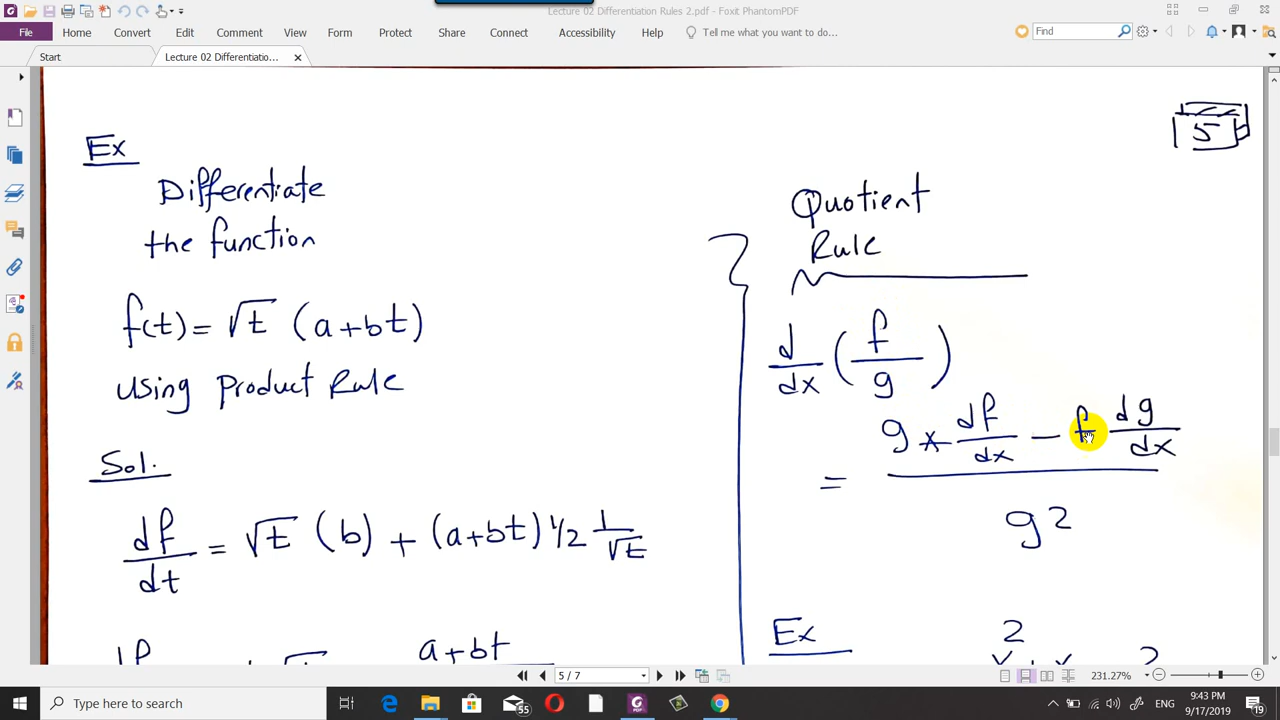 Lecture 02 Differentiation Rules 2.pdf - Foxit PhantomPDF
File Home Convert Edit Comment View Form Protect Share Connect Accessibility Help Tell me what you want to do... Find
Start Lecture 02 Differentiatio... ×
5
Ex
Differentiate
the function
f(t) = √t (a+bt)
using Product Rule
Sol.
df/dt = √t (b) + (a+bt) 1/2 1/√t
a+bt
Quotient
Rule
d/dx (f/g)
= (g * df/dx - f dg/dx) / g2
Ex
2
2
5 / 7
231.27%
Type here to search
55
ENG
9:43 PM
9/17/2019
19